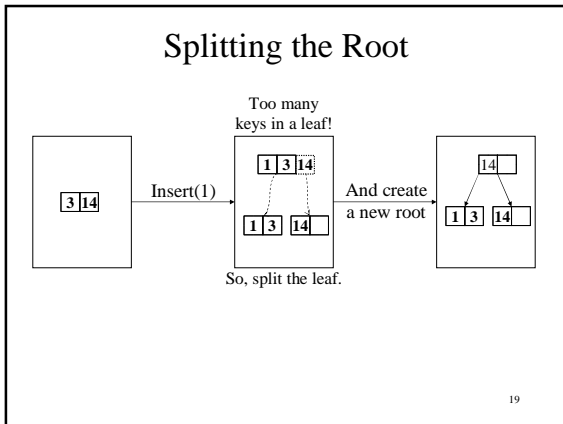 Splitting the Root
Too many
keys in a leaf!
3 14
Insert(1)
1 3 14
1 3 14
So, split the leaf.
And create
a new root
14
1 3 14
19